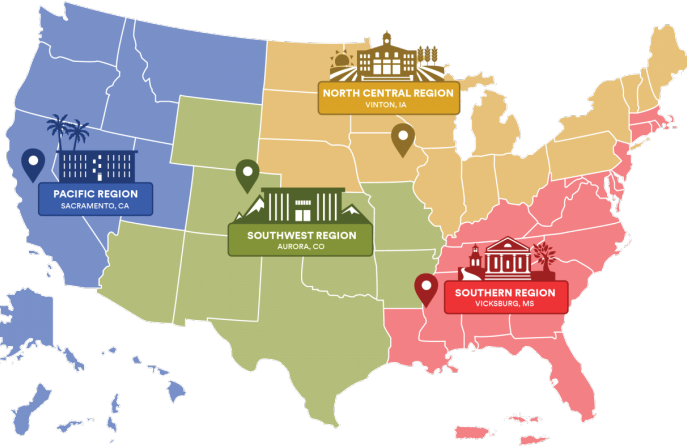 NORTH CENTRAL REGION
VINTON, IA
PACIFIC REGION
SACRAMENTO, CA
SOUTHWEST REGION
AURORA, CO
SOUTHERN REGION
VICKSBURG, MS